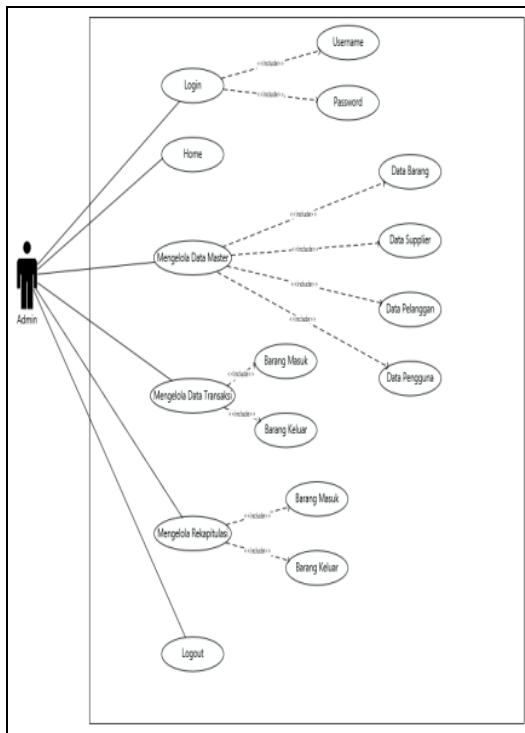 Username
<<Include>>
Login
<<Include>>
Password
Home
Data Barang
<<Include>>
Data Supplier
<<Include>>
Mengelola Data Master
<<Include>>
Data Pelanggan
<<Include>>
Data Pengguna
Admin
Barang Masuk
<<Include>>
Mengelola Data Transaksi
<<Include>>
Barang Keluar
Barang Masuk
<<Include>>
Mengelola Rekapitulasi
<<Include>>
Barang Keluar
Logout